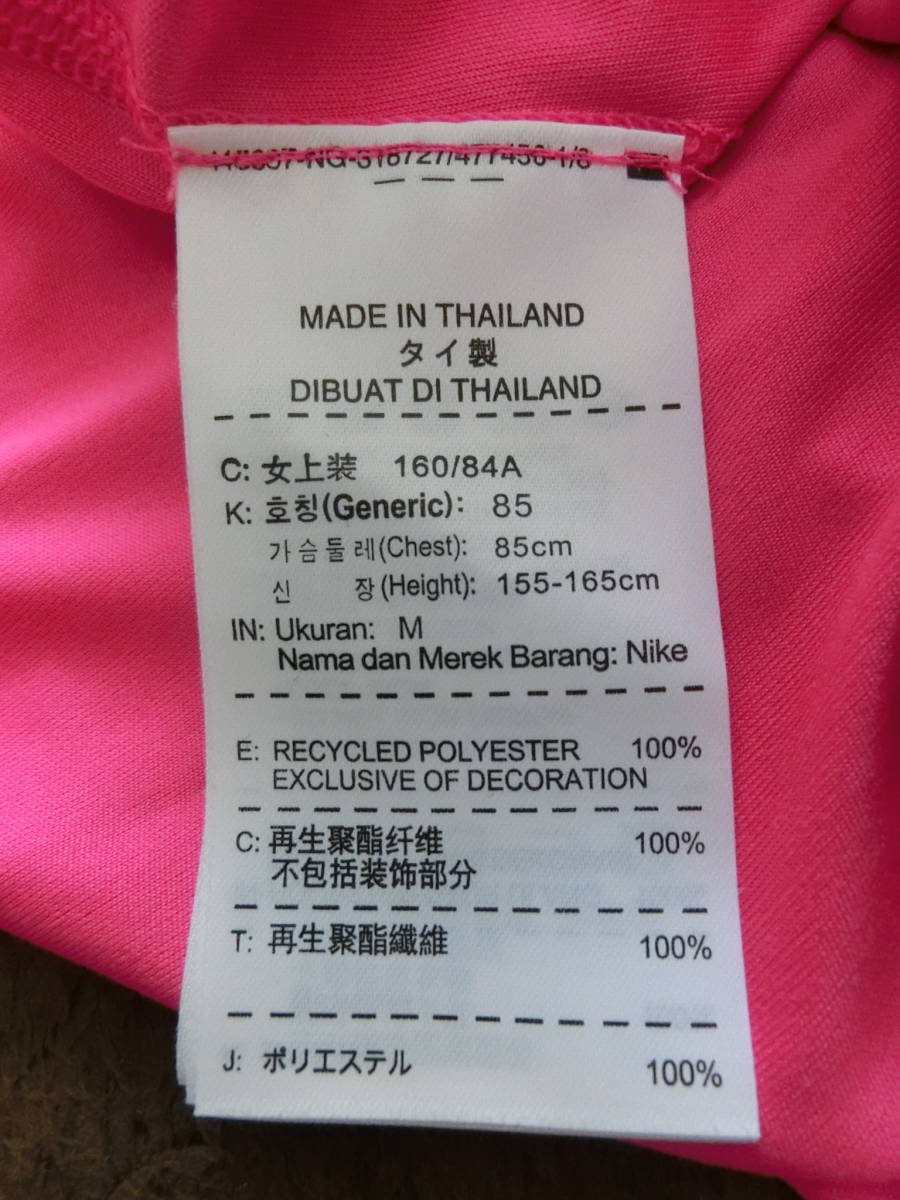 MADE IN THAILAND
タイ製
DIBUAT DI THAILAND
C: 女上装 160/84A
K: 호칭(Generic): 85
가슴둘레(Chest): 85cm
신 장(Height): 155-165cm
IN: Ukuran: M
Nama dan Merek Barang: Nike
E: RECYCLED POLYESTER 100%
EXCLUSIVE OF DECORATION
C: 再生聚酯纤维 100%
不包括装饰部分
T: 再生聚酯纖維 100%
J: ポリエステル 100%